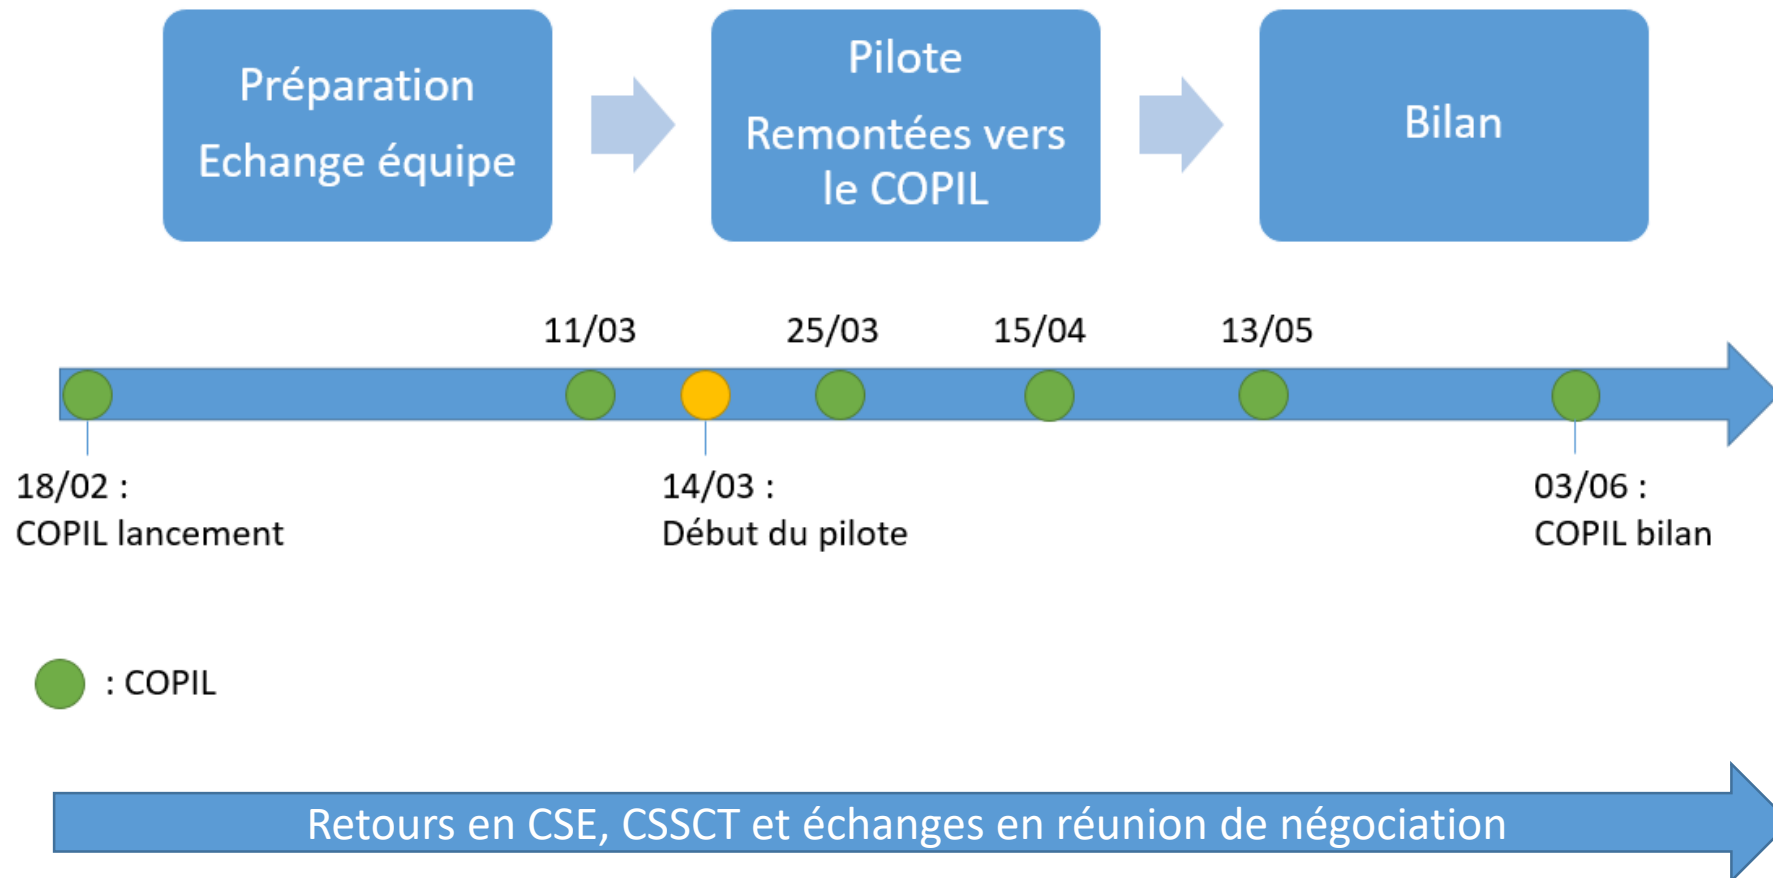 Préparation
Echange équipe
Pilote
Remontées vers
le COPIL
Bilan
11/03
25/03
15/04
13/05
18/02 :
COPIL lancement
14/03 :
Début du pilote
03/06 :
COPIL bilan
: COPIL
Retours en CSE, CSSCT et échanges en réunion de négociation